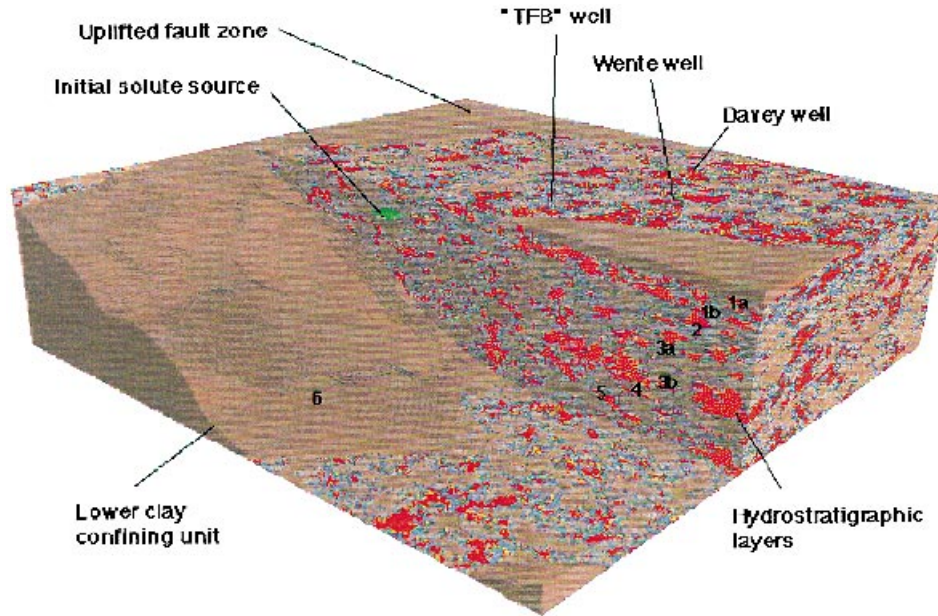 "TFB" well
Uplifted fault zone
Wente well
Initial solute source
Davey well
1a
1b
2
3a
3b
5
4
6
Lower clay
confining unit
Hydrostratigraphic
layers